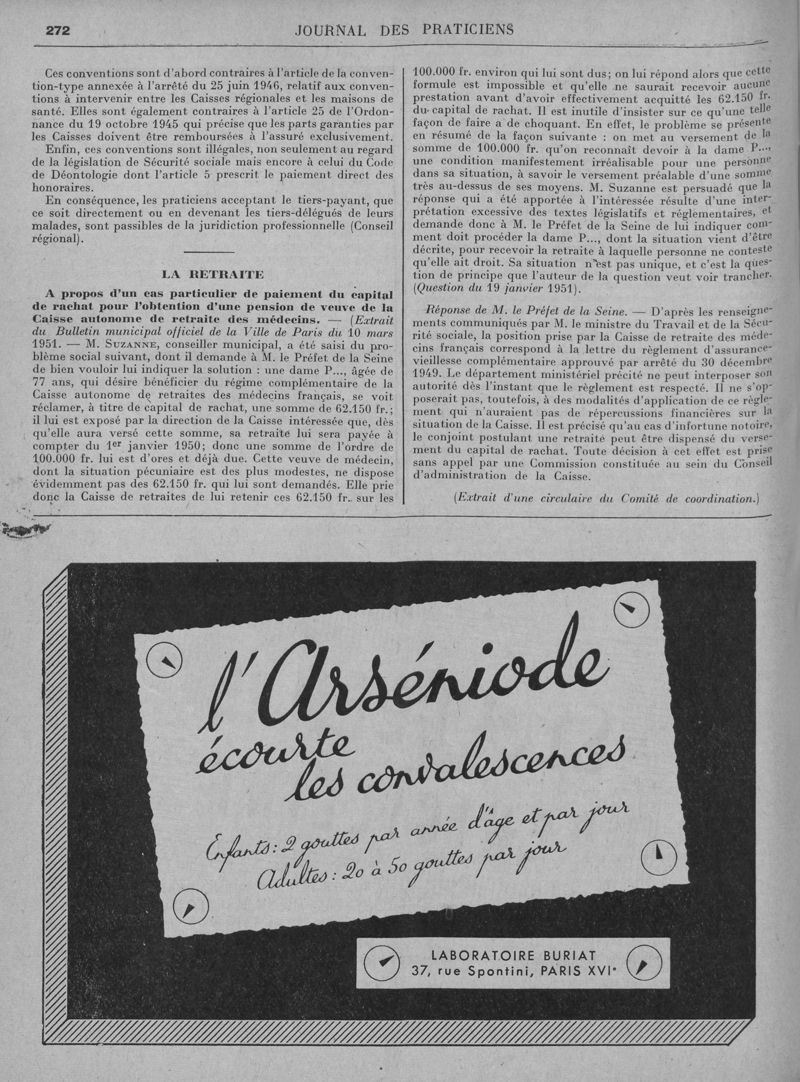 272
JOURNAL DES PRATICIENS
Ces conventions sont d'abord contraires à l'article de la conven-
tion-type annexée à l'arrêté du 25 juin 1946, relatif aux conven-
tions à intervenir entre les Caisses régionales et les maisons de
santé. Elles sont également contraires à l'article 25 de l'Ordon-
nance du 19 octobre 1945 qui précise que les parts garanties par
les Caisses doivent être remboursées à l'assuré exclusivement.
Enfin, ces conventions sont illégales, non seulement au regard
de la législation de Sécurité sociale mais encore à celui du Code
de Déontologie dont l'article 5 prescrit le paiement direct des
honoraires.
En conséquence, les praticiens acceptant le tiers-payant, que
ce soit directement ou en devenant les tiers-délégués de leurs
malades, sont passibles de la juridiction professionnelle (Conseil
régional).
LA RETRAITE
A propos d'un cas particulier de paiement du capital
de rachat pour l'obtention d'une pension de veuve de la
Caisse autonome de retraite des médecins. — (Extrait
du Bulletin municipal officiel de la Ville de Paris du 10 mars
1951. — M. SUZANNE, conseiller municipal, a été saisi du pro-
blème social suivant, dont il demande à M. le Préfet de la Seine
de bien vouloir lui indiquer la solution : une dame P..., âgée de
77 ans, qui désire bénéficier du régime complémentaire de la
Caisse autonome de retraites des médecins français, se voit
réclamer, à titre de capital de rachat, une somme de 62.150 fr.;
il lui est exposé par la direction de la Caisse intéressée que, dès
qu'elle aura versé cette somme, sa retraite lui sera payée à
compter du 1er janvier 1950; donc une somme de l'ordre de
100.000 fr. lui est d'ores et déjà due. Cette veuve de médecin,
dont la situation pécuniaire est des plus modestes, ne dispose
évidemment pas des 62.150 fr. qui lui sont demandés. Elle prie
donc la Caisse de retraites de lui retenir ces 62.150 fr. sur les
100.000 fr. environ qui lui sont dus; on lui répond alors que cette
formule est impossible et qu'elle ne saurait recevoir aucune
prestation avant d'avoir effectivement acquitté les 62.150 fr.
du capital de rachat. Il est inutile d'insister sur ce qu'une telle
façon de faire a de choquant. En effet, le problème se présente
en résumé de la façon suivante : on met au versement de la
somme de 100.000 fr. qu'on reconnaît devoir à la dame P...,
une condition manifestement irréalisable pour une personne
dans sa situation, à savoir le versement préalable d'une somme
très au-dessus de ses moyens. M. Suzanne est persuadé que la
réponse qui a été apportée à l'intéressée résulte d'une inter-
prétation excessive des textes législatifs et réglementaires, et
demande donc à M. le Préfet de la Seine de lui indiquer com-
ment doit procéder la dame P..., dont la situation vient d'être
décrite, pour recevoir la retraite à laquelle personne ne conteste
qu'elle ait droit. Sa situation n'est pas unique, et c'est la ques-
tion de principe que l'auteur de la question veut voir trancher.
(Question du 19 janvier 1951).
Réponse de M. le Préfet de la Seine. — D'après les renseigne-
ments communiqués par M. le ministre du Travail et de la Sécu-
rité sociale, la position prise par la Caisse de retraite des méde-
cins français correspond à la lettre du règlement d'assurance-
vieillesse complémentaire approuvé par arrêté du 30 décembre
1949. Le département ministériel précité ne peut interposer son
autorité dès l'instant que le règlement est respecté. Il ne s'op-
poserait pas, toutefois, à des modalités d'application de ce règle-
ment qui n'auraient pas de répercussions financières sur la
situation de la Caisse. Il est précisé qu'au cas d'infortune notoire,
le conjoint postulant une retraite peut être dispensé du verse-
ment du capital de rachat. Toute décision à cet effet est prise
sans appel par une Commission constituée au sein du Conseil
d'administration de la Caisse.
(Extrait d'une circulaire du Comité de coordination.)
l'Arséniode
écourte
les convalescences
Enfants : 2 gouttes par année d'âge et par jour
Adultes : 20 à 50 gouttes par jour
LABORATOIRE BURIAT
37, rue Spontini, PARIS XVIe